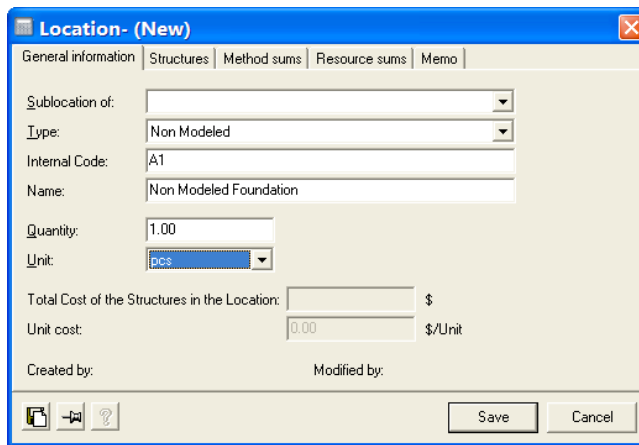 Location- (New)
General information Structures Method sums Resource sums Memo
Sublocation of:
Type: Non Modeled
Internal Code: A1
Name: Non Modeled Foundation
Quantity: 1.00
Unit: pcs
Total Cost of the Structures in the Location: $
Unit cost: 0.00 $/Unit
Created by: Modified by:
Save Cancel